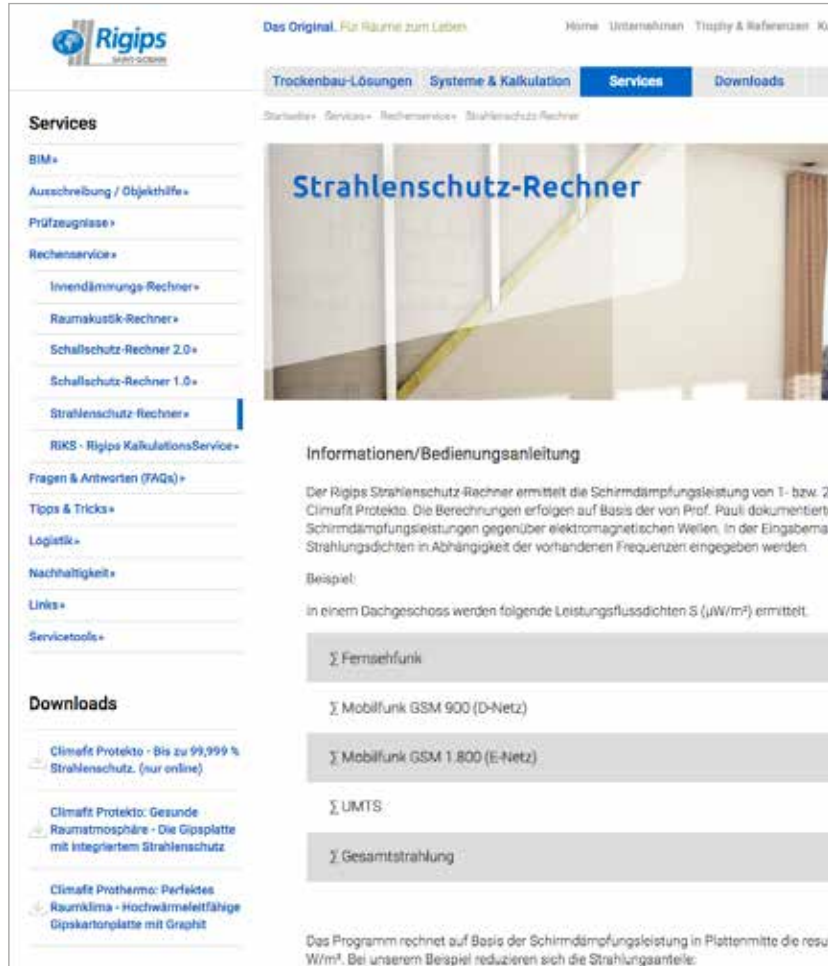 Rigips
SAINT-GOBAIN
Das Original. Für Räume zum Leben.
Home Unternehmen Trophy & Referenzen
Trockenbau-Lösungen Systeme & Kalkulation Services Downloads
Startseite» Services» Rechenservice» Strahlenschutz-Rechner
Services
BIM»
Ausschreibung / Objekthilfe»
Prüfzeugnisse»
Rechenservice»
Innendämmungs-Rechner»
Raumakustik-Rechner»
Schallschutz-Rechner 2.0»
Schallschutz-Rechner 1.0»
Strahlenschutz-Rechner»
RiKS - Rigips KalkulationsService»
Fragen & Antworten (FAQs)»
Tipps & Tricks»
Logistik»
Nachhaltigkeit»
Links»
Servicetools»
Downloads
Climafit Protekto - Bis zu 99,999 %
Strahlenschutz. (nur online)
Climafit Protekto: Gesunde
Raumatmosphäre - Die Gipsplatte
mit integriertem Strahlenschutz
Climafit Prothermo: Perfektes
Raumklima - Hochwärmeleitfähige
Gipskartonplatte mit Graphit
Strahlenschutz-Rechner
Informationen/Bedienungsanleitung
Der Rigips Strahlenschutz-Rechner ermittelt die Schirmdämpfungsleistung von 1- bzw. 2
Climafit Protekto. Die Berechnungen erfolgen auf Basis der von Prof. Pauli dokumentiert
Schirmdämpfungsleistungen gegenüber elektromagnetischen Wellen. In der Eingabema
Strahlungsdichten in Abhängigkeit der vorhandenen Frequenzen eingegeben werden.
Beispiel:
In einem Dachgeschoss werden folgende Leistungsflussdichten S (µW/m²) ermittelt.
∑ Fernsehfunk
∑ Mobilfunk GSM 900 (D-Netz)
∑ Mobilfunk GSM 1.800 (E-Netz)
∑ UMTS
∑ Gesamtstrahlung
Das Programm rechnet auf Basis der Schirmdämpfungsleistung in Plattenmitte die resu
W/m². Bei unserem Beispiel reduzieren sich die Strahlungsanteile: